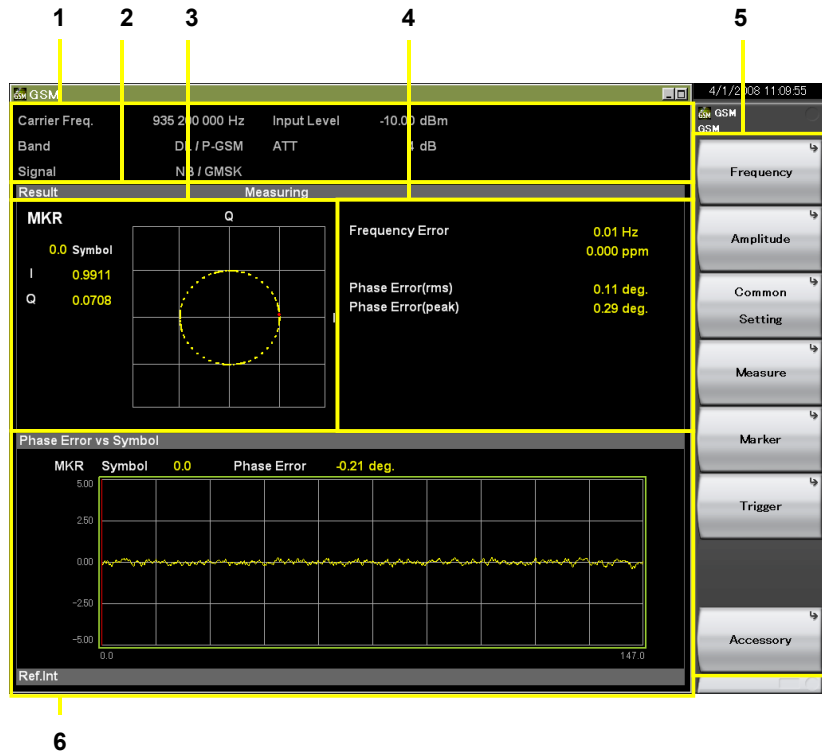 1 2 3 4 5
GSM
4/1/2008 11:09:55
GSM
GSM
Carrier Freq. 935 200 000 Hz Input Level -10.00 dBm
Band DL / P-GSM ATT 4 dB
Signal NB / GMSK
Result Measuring
MKR
0.0 Symbol
I 0.9911
Q 0.0708
Q
I
Frequency Error 0.01 Hz
0.000 ppm
Phase Error(rms) 0.11 deg.
Phase Error(peak) 0.29 deg.
Phase Error vs Symbol
MKR Symbol 0.0 Phase Error -0.21 deg.
5.00
2.50
0.00
-2.50
-5.00
0.0 147.0
Ref.Int
Frequency
Amplitude
Common
Setting
Measure
Marker
Trigger
Accessory
6